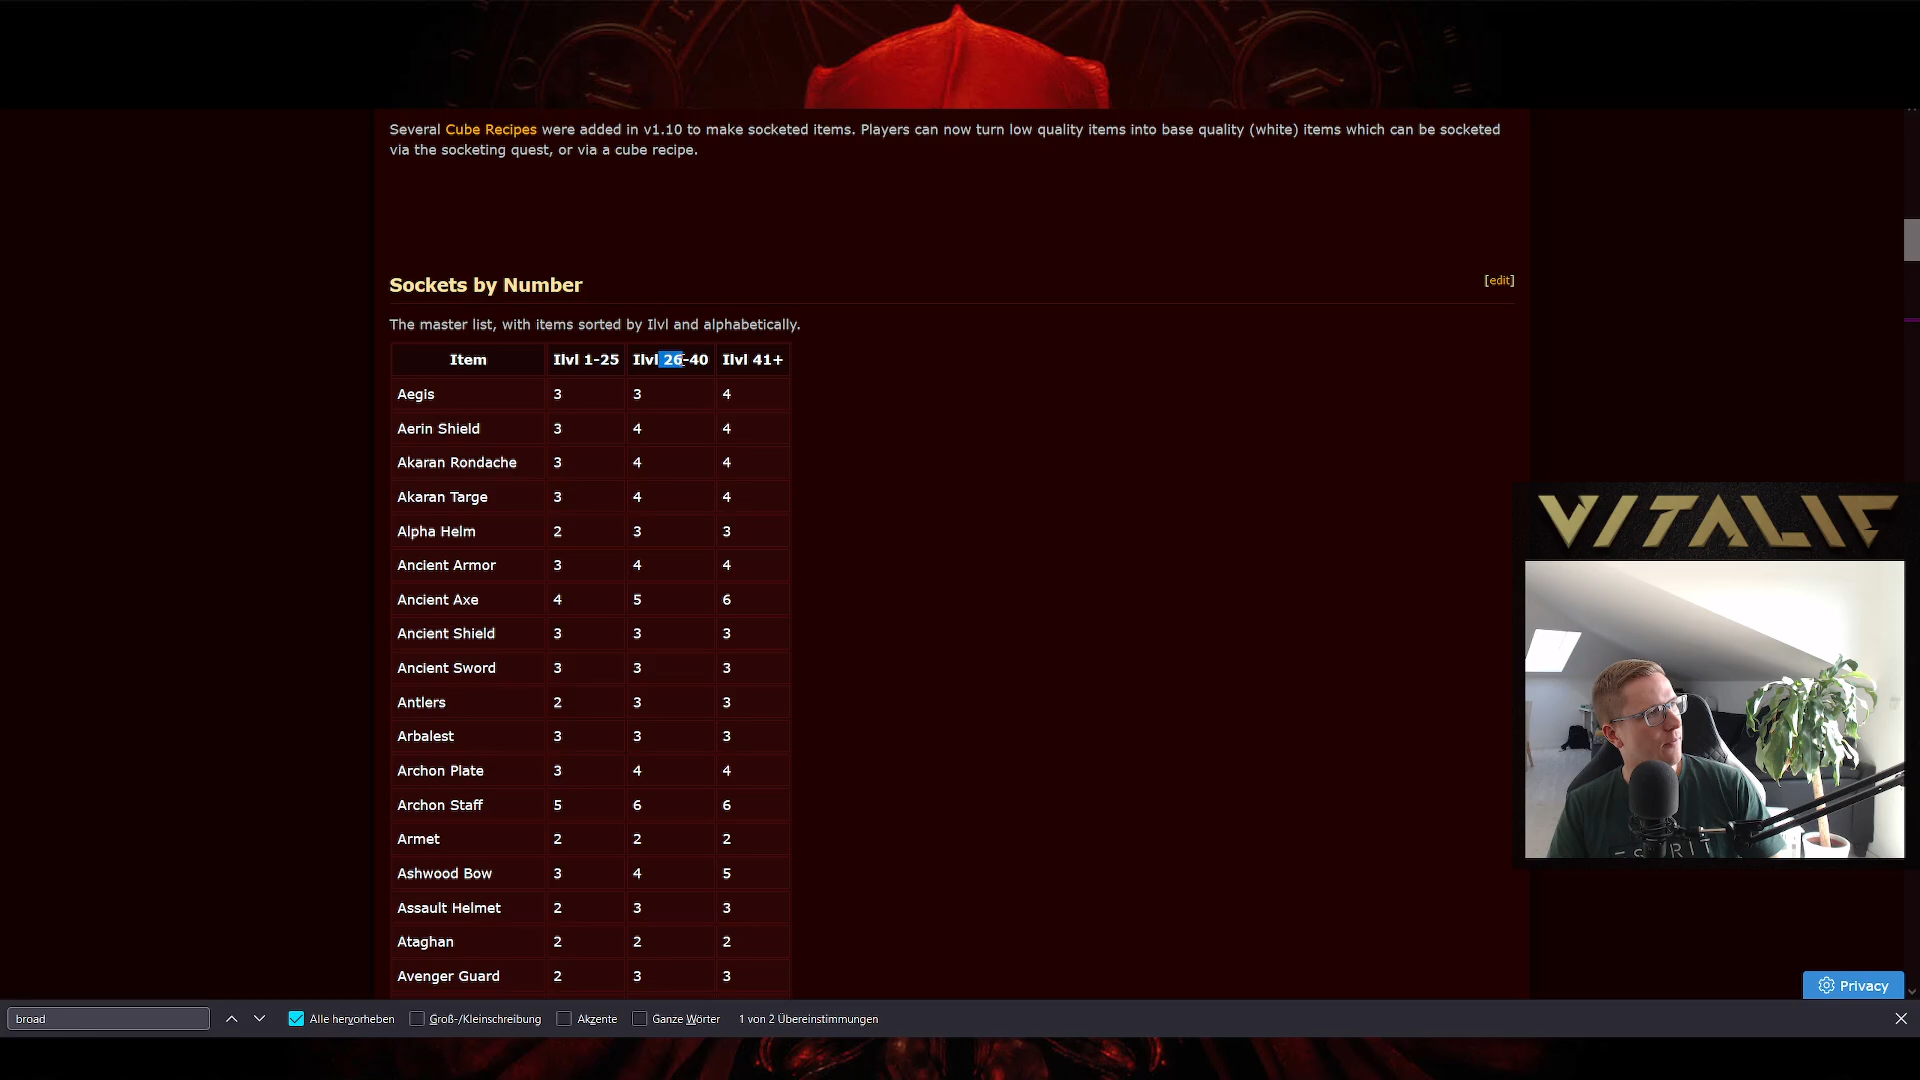 Several Cube Recipes were added in v1.10 to make socketed items. Players can now turn low quality items into base quality (white) items which can be socketed
via the socketing quest, or via a cube recipe.
Sockets by Number
[edit]
The master list, with items sorted by Ilvl and alphabetically.
Item Ilvl 1-25 Ilvl 26-40 Ilvl 41+
Aegis 3 3 4
Aerin Shield 3 4 4
Akaran Rondache 3 4 4
Akaran Targe 3 4 4
Alpha Helm 2 3 3
Ancient Armor 3 4 4
Ancient Axe 4 5 6
Ancient Shield 3 3 3
Ancient Sword 3 3 3
Antlers 2 3 3
Arbalest 3 3 3
Archon Plate 3 4 4
Archon Staff 5 6 6
Armet 2 2 2
Ashwood Bow 3 4 5
Assault Helmet 2 3 3
Ataghan 2 2 2
Avenger Guard 2 3 3
VITALIF
ESPRIT
Privacy
broad Alle hervorheben Groß-/Kleinschreibung Akzente Ganze Wörter 1 von 2 Übereinstimmungen